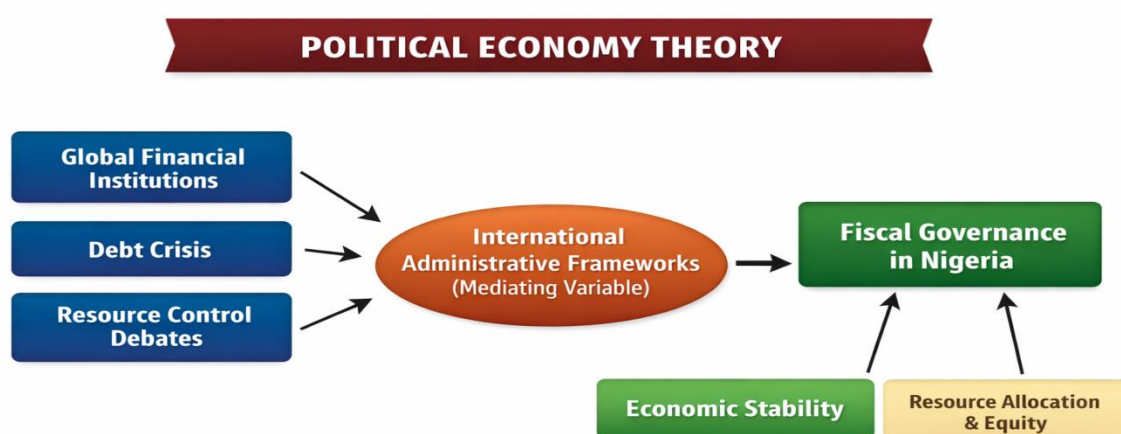 POLITICAL ECONOMY THEORY
Global Financial
Institutions
Debt Crisis
Resource Control
Debates
International
Administrative Frameworks
(Mediating Variable)
Fiscal Governance
in Nigeria
Economic Stability
Resource Allocation
& Equity